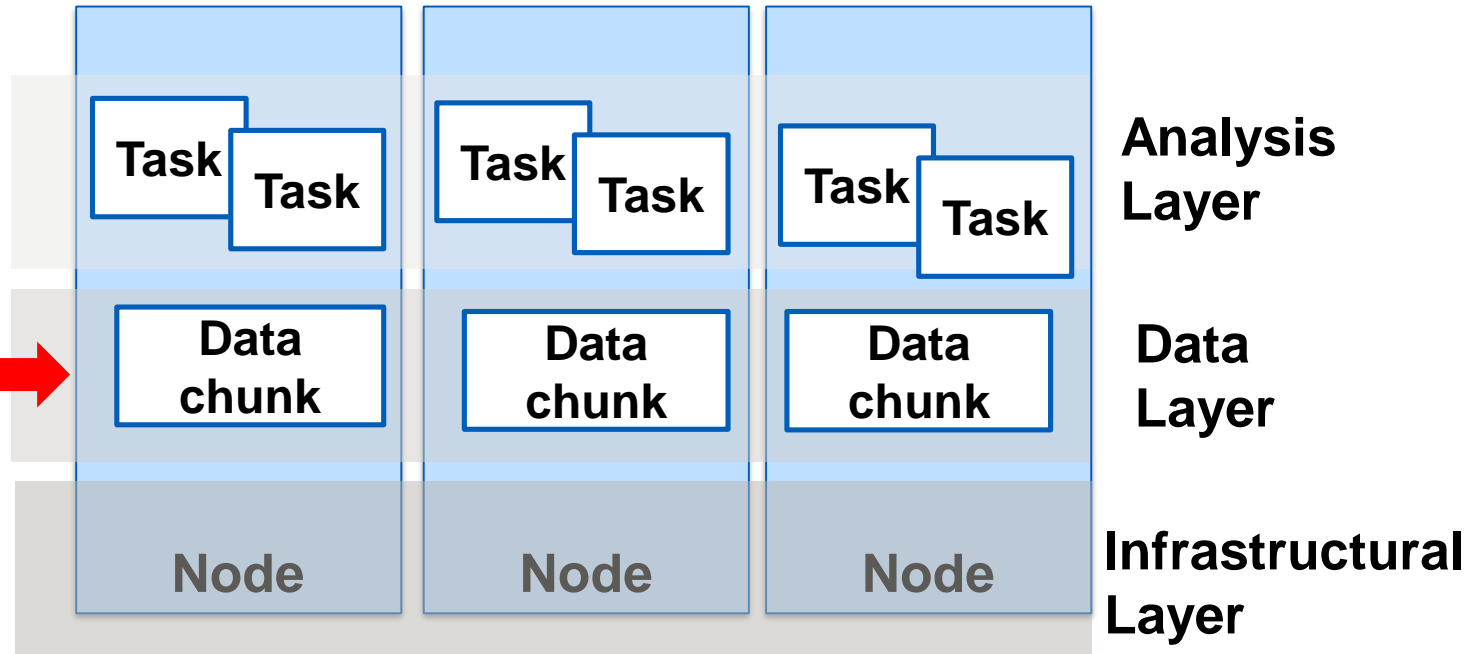 Task
Task
Task
Task
Task
Task
Analysis
Layer
Data
chunk
Data
chunk
Data
chunk
Data
Layer
Node
Node
Node
Infrastructural
Layer